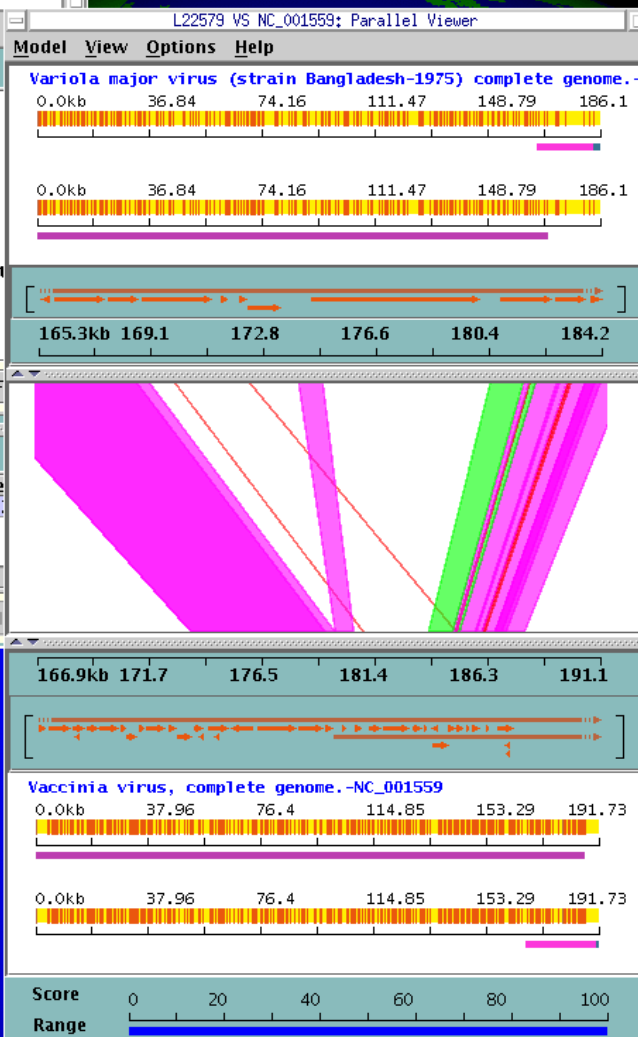 L22579 VS NC_001559: Parallel Viewer
Model View Options Help
Variola major virus (strain Bangladesh-1975) complete genome.-
0.0kb 36.84 74.16 111.47 148.79 186.1
0.0kb 36.84 74.16 111.47 148.79 186.1
165.3kb 169.1 172.8 176.6 180.4 184.2
166.9kb 171.7 176.5 181.4 186.3 191.1
Vaccinia virus, complete genome.-NC_001559
0.0kb 37.96 76.4 114.85 153.29 191.73
0.0kb 37.96 76.4 114.85 153.29 191.73
Score 0 20 40 60 80 100
Range